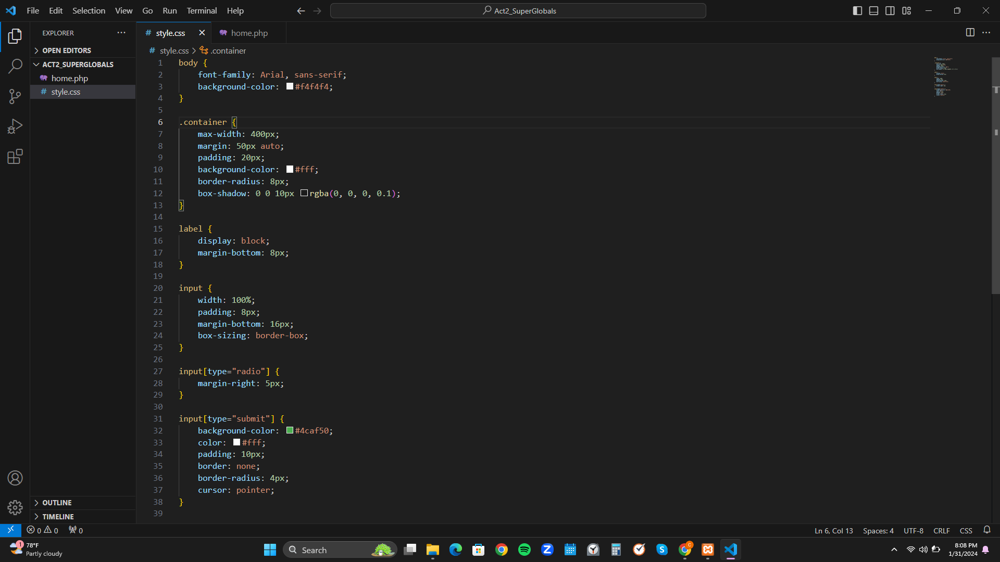 File Edit Selection View Go Run Terminal Help
Act2_SuperGlobals
EXPLORER
OPEN EDITORS
ACT2_SUPERGLOBALS
home.php
style.css
OUTLINE
TIMELINE
style.css home.php
style.css > .container
1 body {
2 font-family: Arial, sans-serif;
3 background-color: #f4f4f4;
4 }
5
6 .container {
7 max-width: 400px;
8 margin: 50px auto;
9 padding: 20px;
10 background-color: #fff;
11 border-radius: 8px;
12 box-shadow: 0 0 10px rgba(0, 0, 0, 0.1);
13 }
14
15 label {
16 display: block;
17 margin-bottom: 8px;
18 }
19
20 input {
21 width: 100%;
22 padding: 8px;
23 margin-bottom: 16px;
24 box-sizing: border-box;
25 }
26
27 input[type="radio"] {
28 margin-right: 5px;
29 }
30
31 input[type="submit"] {
32 background-color: #4caf50;
33 color: #fff;
34 padding: 10px;
35 border: none;
36 border-radius: 4px;
37 cursor: pointer;
38 }
39
0 0 0 Ln 6, Col 13 Spaces: 4 UTF-8 CRLF CSS
1
78°F
Partly cloudy
Search
8:08 PM
1/31/2024